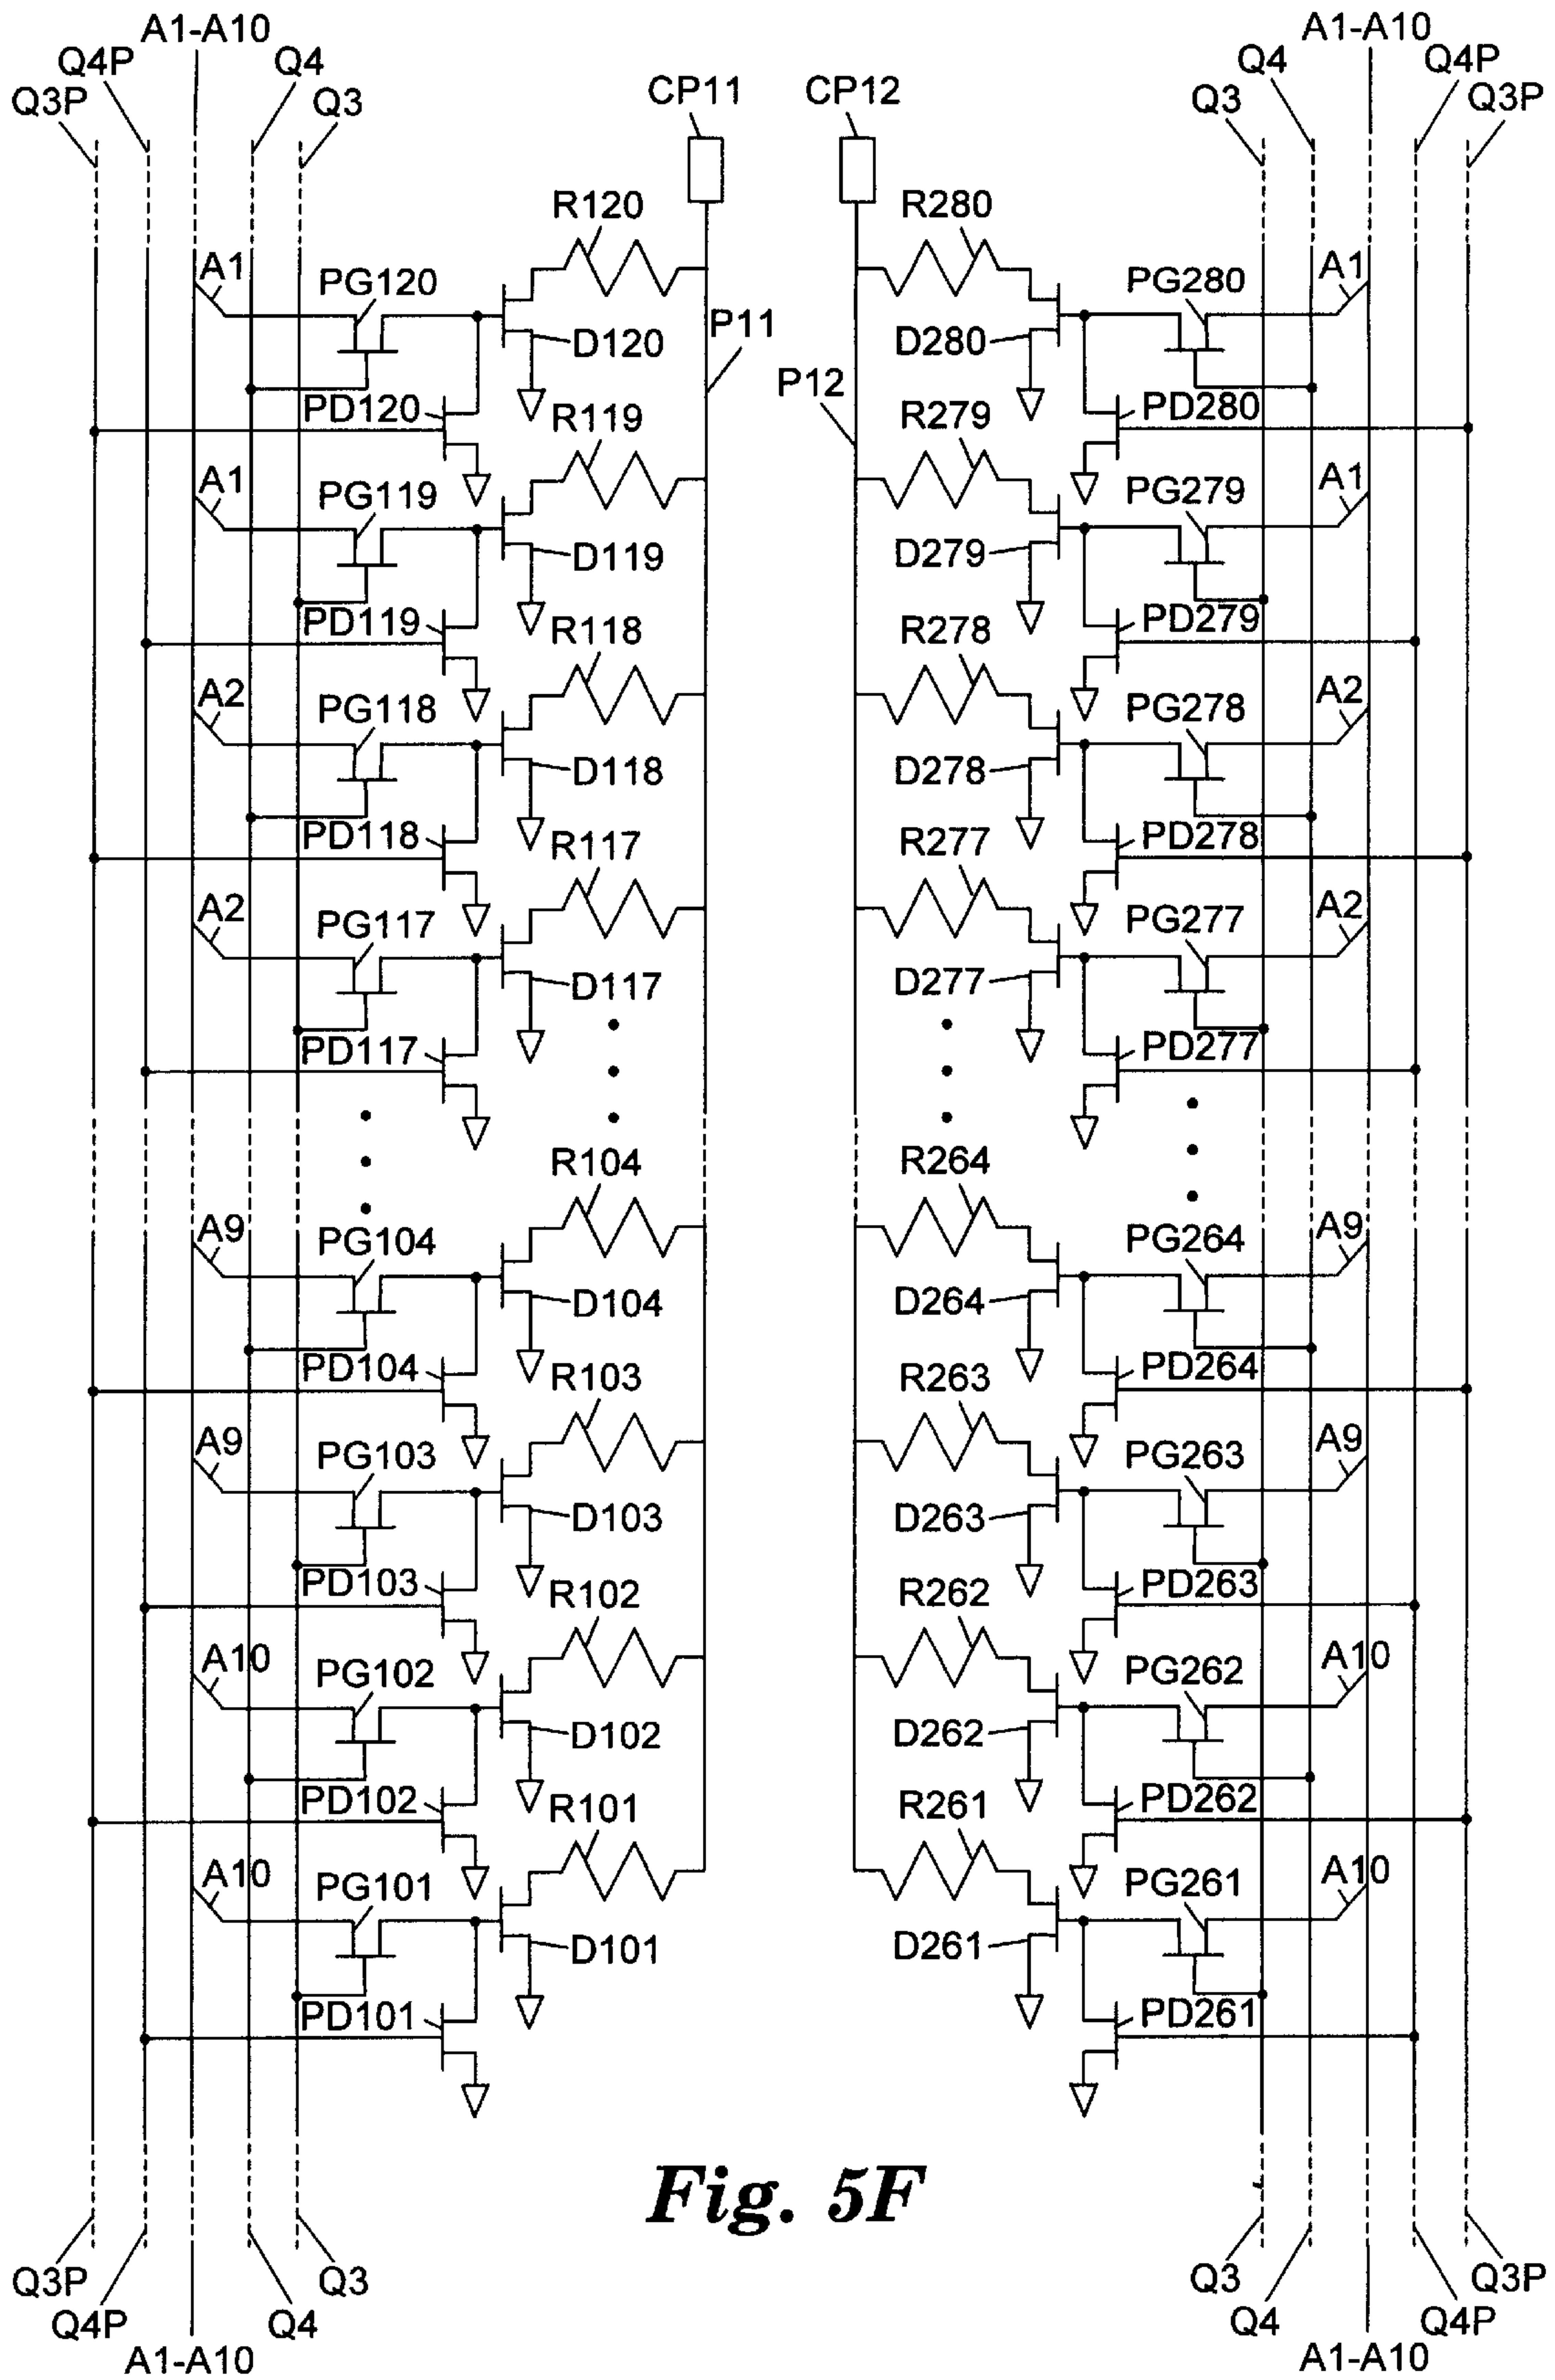 A1-A10
A1-A10
Q4P
Q4
Q4
Q4P
Q3P
Q3
CP11
CP12
Q3
Q3P
R120
R280
A1
PG120
PG280
A1
P11
D120
D280
P12
PD120
R119
R279
PD280
A1
PG119
PG279
A1
D119
D279
PD119
R118
R278
PD279
A2
PG118
PG278
A2
D118
D278
PD118
R117
R277
PD278
A2
PG117
PG277
A2
D117
D277
PD117
PD277
R104
R264
A9
PG104
PG264
A9
D104
D264
PD104
R103
R263
PD264
A9
PG103
PG263
A9
D103
D263
PD103
R102
R262
PD263
A10
PG102
PG262
A10
D102
D262
PD102
R101
R261
PD262
A10
PG101
PG261
A10
D101
D261
PD101
PD261
Fig. 5F
Q3P
Q3
Q3
Q3P
Q4P
Q4
Q4
Q4P
A1-A10
A1-A10